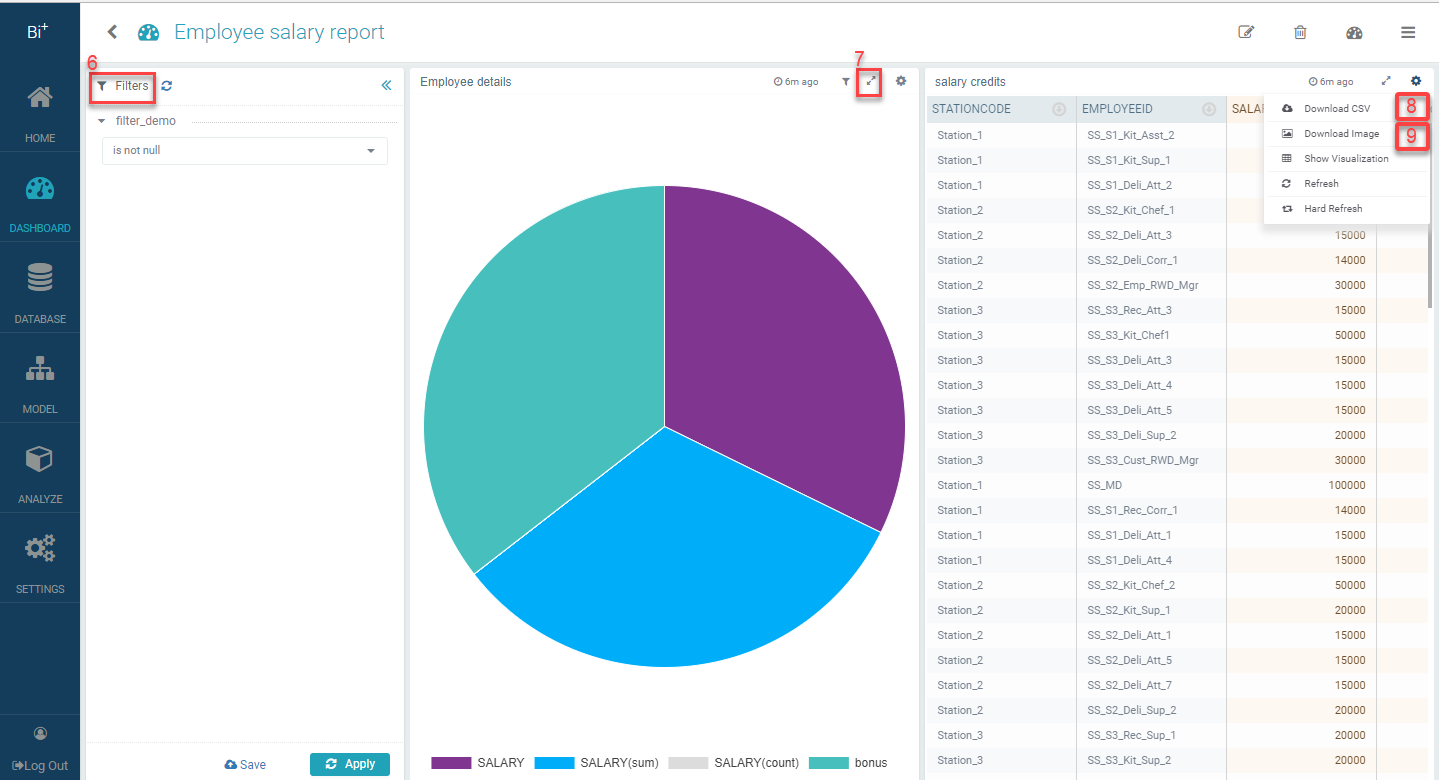 Bi+
Employee salary report
HOME
DASHBOARD
DATABASE
MODEL
ANALYZE
SETTINGS
Log Out
6
Filters
filter_demo
is not null
Save
Apply
Employee details
6m ago
7
SALARY SALARY(sum) SALARY(count) bonus
salary credits
6m ago
Download CSV 8
Download Image 9
Show Visualization
Refresh
Hard Refresh
STATIONCODE EMPLOYEEID SALA
Station_1 SS_S1_Kit_Asst_2
Station_1 SS_S1_Kit_Sup_1
Station_1 SS_S1_Deli_Att_2
Station_2 SS_S2_Kit_Chef_1
Station_2 SS_S2_Deli_Att_3 15000
Station_2 SS_S2_Deli_Corr_1 14000
Station_2 SS_S2_Emp_RWD_Mgr 30000
Station_3 SS_S3_Rec_Att_3 15000
Station_3 SS_S3_Kit_Chef1 50000
Station_3 SS_S3_Deli_Att_3 15000
Station_3 SS_S3_Deli_Att_4 15000
Station_3 SS_S3_Deli_Att_5 15000
Station_3 SS_S3_Deli_Sup_2 20000
Station_3 SS_S3_Cust_RWD_Mgr 30000
Station_1 SS_MD 100000
Station_1 SS_S1_Rec_Corr_1 14000
Station_1 SS_S1_Deli_Att_1 15000
Station_1 SS_S1_Deli_Att_4 15000
Station_2 SS_S2_Kit_Chef_2 50000
Station_2 SS_S2_Kit_Sup_1 20000
Station_2 SS_S2_Deli_Att_1 15000
Station_2 SS_S2_Deli_Att_5 15000
Station_2 SS_S2_Deli_Att_7 15000
Station_2 SS_S2_Deli_Sup_2 20000
Station_3 SS_S3_Rec_Sup_1 20000
Station_3 SS_S3_Kit_Sup_2 20000